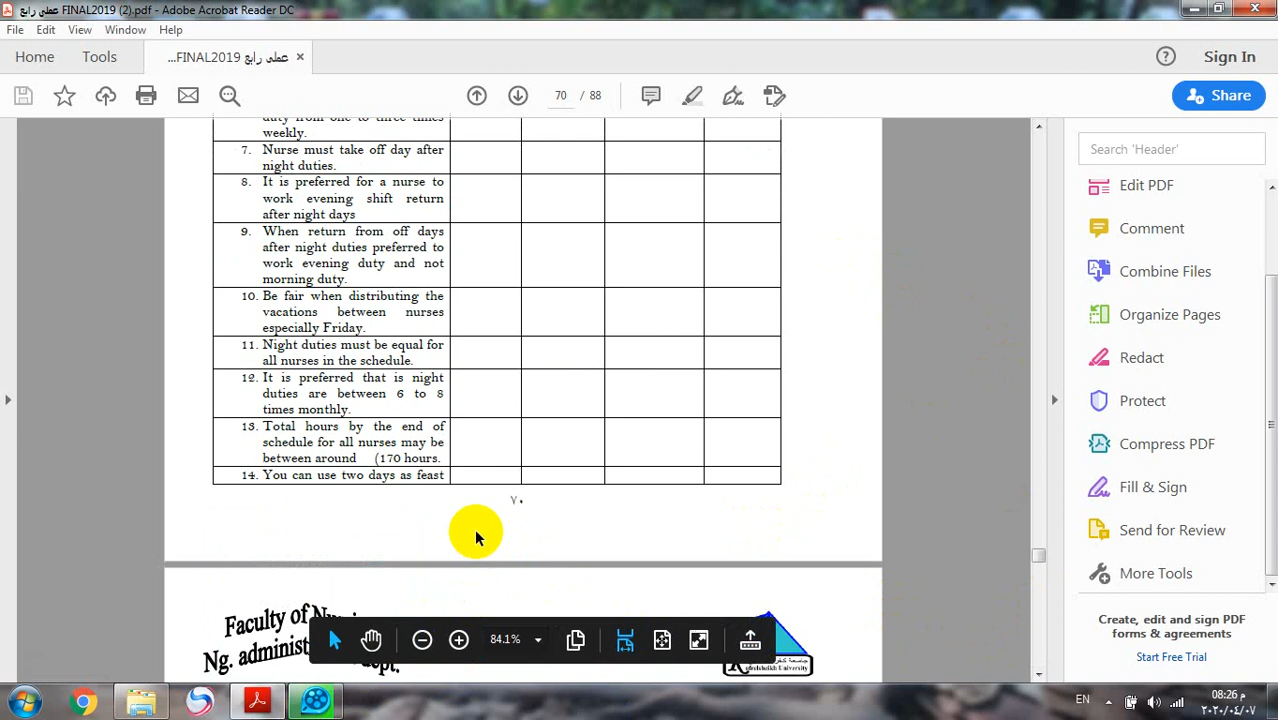 عملى رابع FINAL2019 (2).pdf - Adobe Acrobat Reader DC
File Edit View Window Help
Home Tools
...FINAL2019 عملى رابع ×
Sign In
70 / 88
Share
duty from one to three times
weekly.
7. Nurse must take off day after
night duties.
8. It is preferred for a nurse to
work evening shift return
after night days
9. When return from off days
after night duties preferred to
work evening duty and not
morning duty.
10. Be fair when distributing the
vacations between nurses
especially Friday.
11. Night duties must be equal for
all nurses in the schedule.
12. It is preferred that is night
duties are between 6 to 8
times monthly.
13. Total hours by the end of
schedule for all nurses may be
between around (170 hours.
14. You can use two days as feast
٧٠
Faculty of
Ng.
dept.
84.1%
جامعة
Kafrelsheikh University
Search 'Header'
Edit PDF
Comment
Combine Files
Organize Pages
Redact
Protect
Compress PDF
Fill & Sign
Send for Review
More Tools
Create, edit and sign PDF
forms & agreements
Start Free Trial
EN
08:26 م
٢٠٢٠/٠٤/٠٧